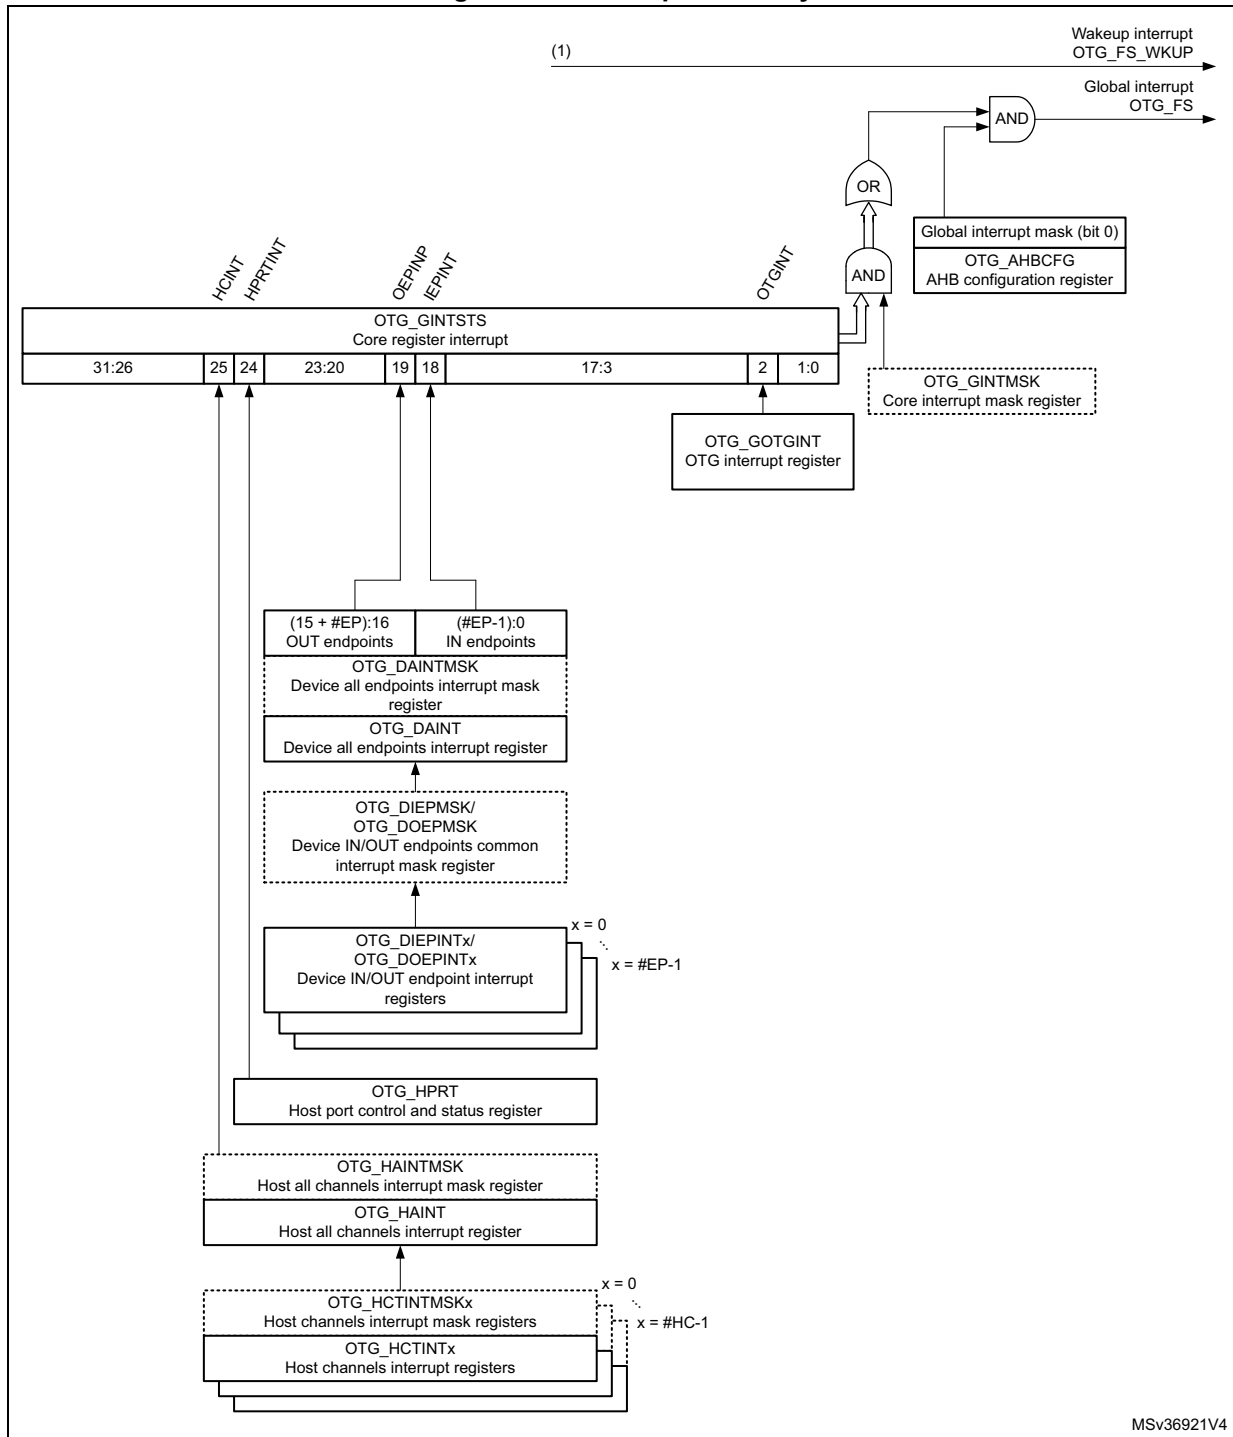 (1)
Wakeup interrupt
OTG_FS_WKUP
Global interrupt
OTG_FS
AND
OR
AND
Global interrupt mask (bit 0)
OTG_AHBCFG
AHB configuration register
HCINT
HPRTINT
OEPINP
IEPINT
OTGINT
OTG_GINTSTS
Core register interrupt
31:26
25
24
23:20
19
18
17:3
2
1:0
OTG_GINTMSK
Core interrupt mask register
OTG_GOTGINT
OTG interrupt register
(15 + #EP):16
OUT endpoints
(#EP-1):0
IN endpoints
OTG_DAINTMSK
Device all endpoints interrupt mask
register
OTG_DAINT
Device all endpoints interrupt register
OTG_DIEPMSK/
OTG_DOEPMSK
Device IN/OUT endpoints common
interrupt mask register
x = 0
x = #EP-1
OTG_DIEPINTx/
OTG_DOEPINTx
Device IN/OUT endpoint interrupt
registers
OTG_HPRT
Host port control and status register
OTG_HAINTMSK
Host all channels interrupt mask register
OTG_HAINT
Host all channels interrupt register
x = 0
x = #HC-1
OTG_HCTINTMSKx
Host channels interrupt mask registers
OTG_HCTINTx
Host channels interrupt registers
MSv36921V4